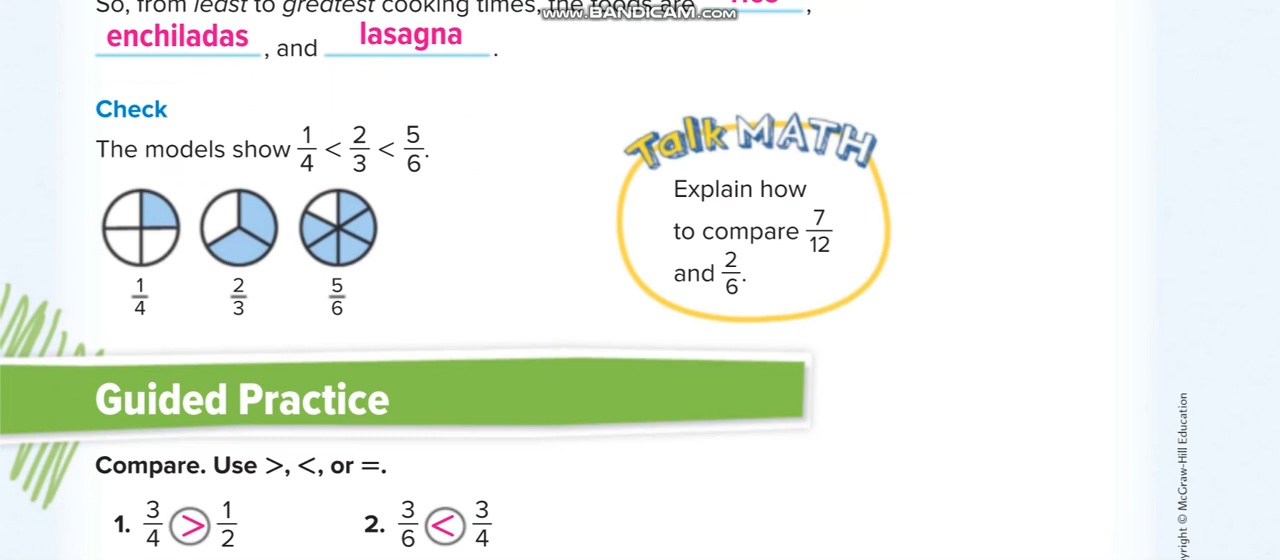 So, from least to greatest cooking times, the foods are rice,
www.BANDICAM.com
enchiladas, and lasagna.
Check
The models show 1/4 < 2/3 < 5/6.
1/4 2/3 5/6
Talk MATH
Explain how
to compare 7/12
and 2/6.
Guided Practice
Compare. Use >, <, or =.
1. 3/4 > 1/2 2. 3/6 < 3/4
yright © McGraw-Hill Education